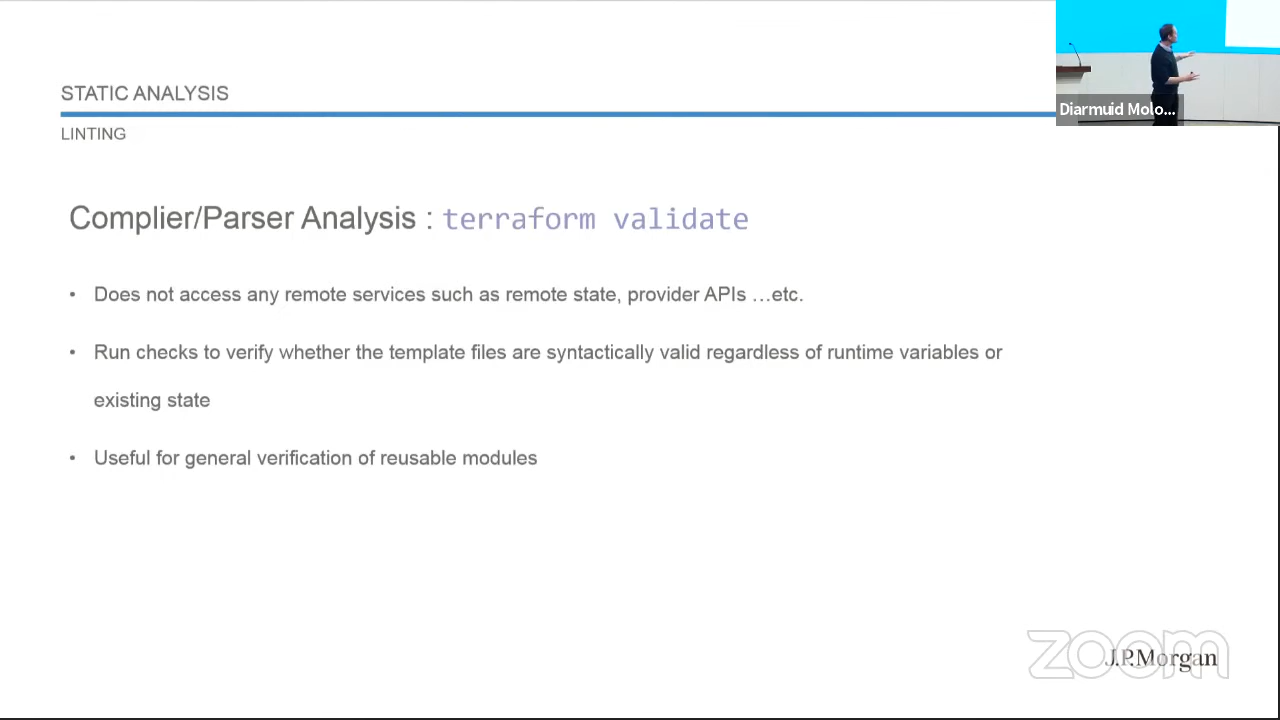 STATIC ANALYSIS
LINTING
Diarmuid Molo...
Complier/Parser Analysis : terraform validate
• Does not access any remote services such as remote state, provider APIs …etc.
• Run checks to verify whether the template files are syntactically valid regardless of runtime variables or
existing state
• Useful for general verification of reusable modules
zoom
J.P.Morgan